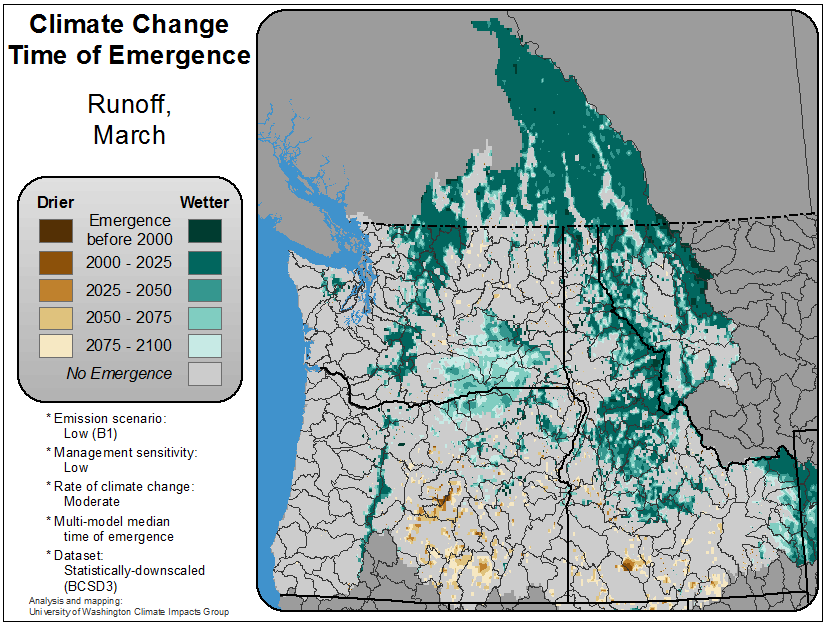 Climate Change
Time of Emergence
Runoff,
March
Drier Wetter
Emergence
before 2000
2000 - 2025
2025 - 2050
2050 - 2075
2075 - 2100
No Emergence
* Emission scenario:
Low (B1)
* Management sensitivity:
Low
* Rate of climate change:
Moderate
* Multi-model median
time of emergence
* Dataset:
Statistically-downscaled
(BCSD3)
Analysis and mapping:
University of Washington Climate Impacts Group